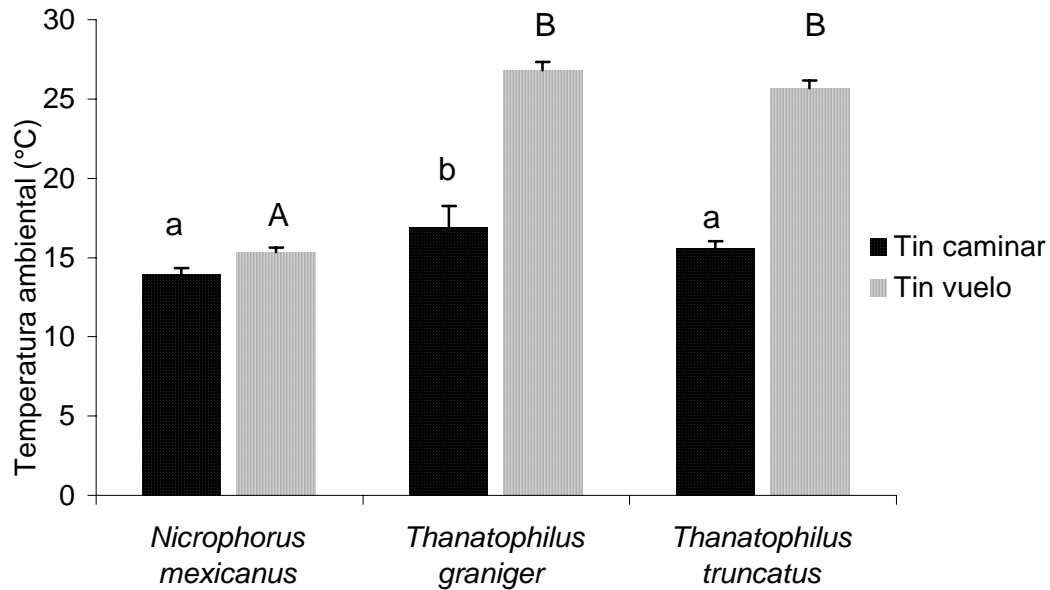 Temperatura ambiental (°C)
30
25
20
15
10
5
0
a
A
b
B
a
B
Tin caminar
Tin vuelo
Nicrophorus
mexicanus
Thanatophilus
graniger
Thanatophilus
truncatus